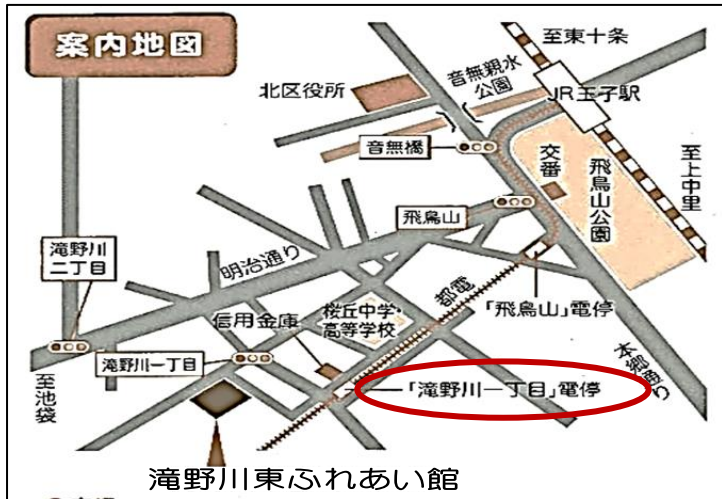 案内地図
至東十条
音無親水
公園
北区役所
JR王子駅
音無橋
交番
飛鳥山公園
至上中里
飛鳥山
滝野川
二丁目
明治通り
都電
「飛鳥山」電停
桜丘中学・
高等学校
信用金庫
滝野川一丁目
本郷通り
至池袋
「滝野川一丁目」電停
滝野川東ふれあい館